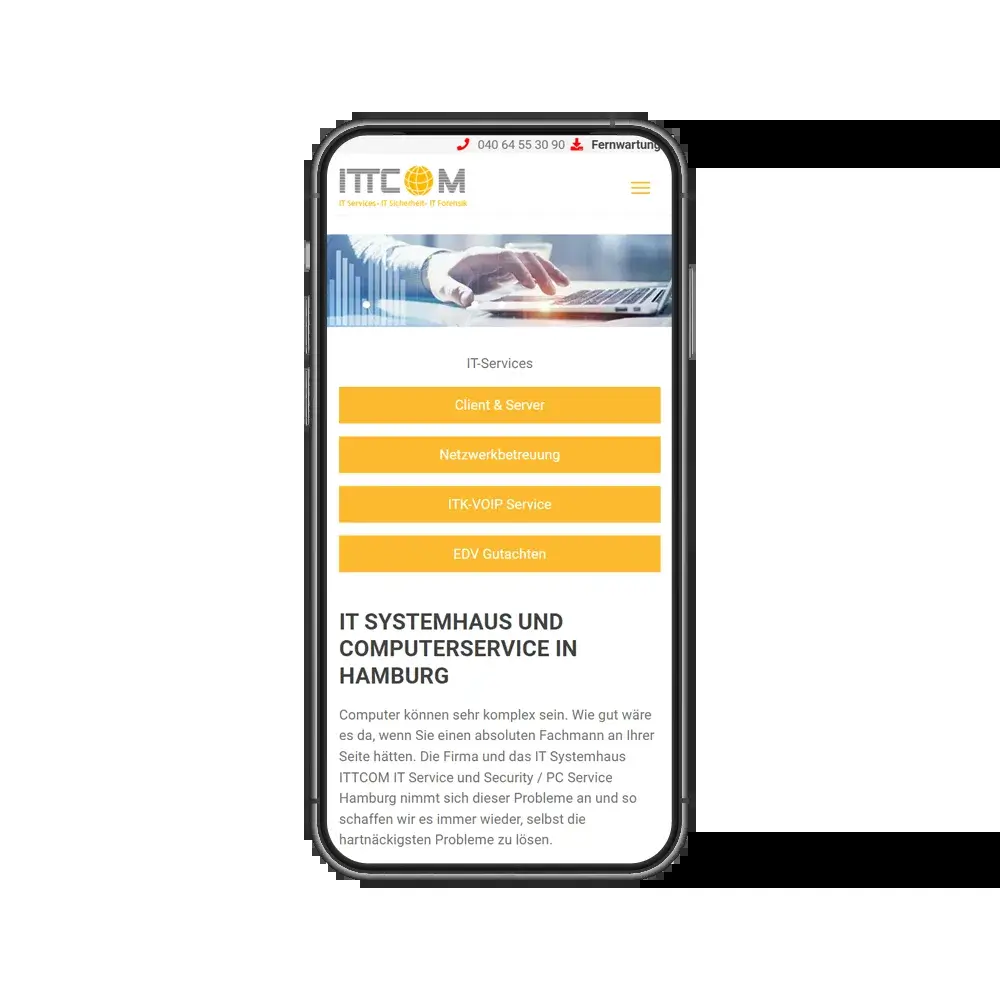 040 64 55 30 90 Fernwartung
ITTCOM
IT Services- IT Sicherheit- IT Forensik
IT-Services
Client & Server
Netzwerkbetreuung
ITK-VOIP Service
EDV Gutachten
IT SYSTEMHAUS UND
COMPUTERSERVICE IN
HAMBURG
Computer können sehr komplex sein. Wie gut wäre
es da, wenn Sie einen absoluten Fachmann an Ihrer
Seite hätten. Die Firma und das IT Systemhaus
ITTCOM IT Service und Security / PC Service
Hamburg nimmt sich dieser Probleme an und so
schaffen wir es immer wieder, selbst die
hartnäckigsten Probleme zu lösen.